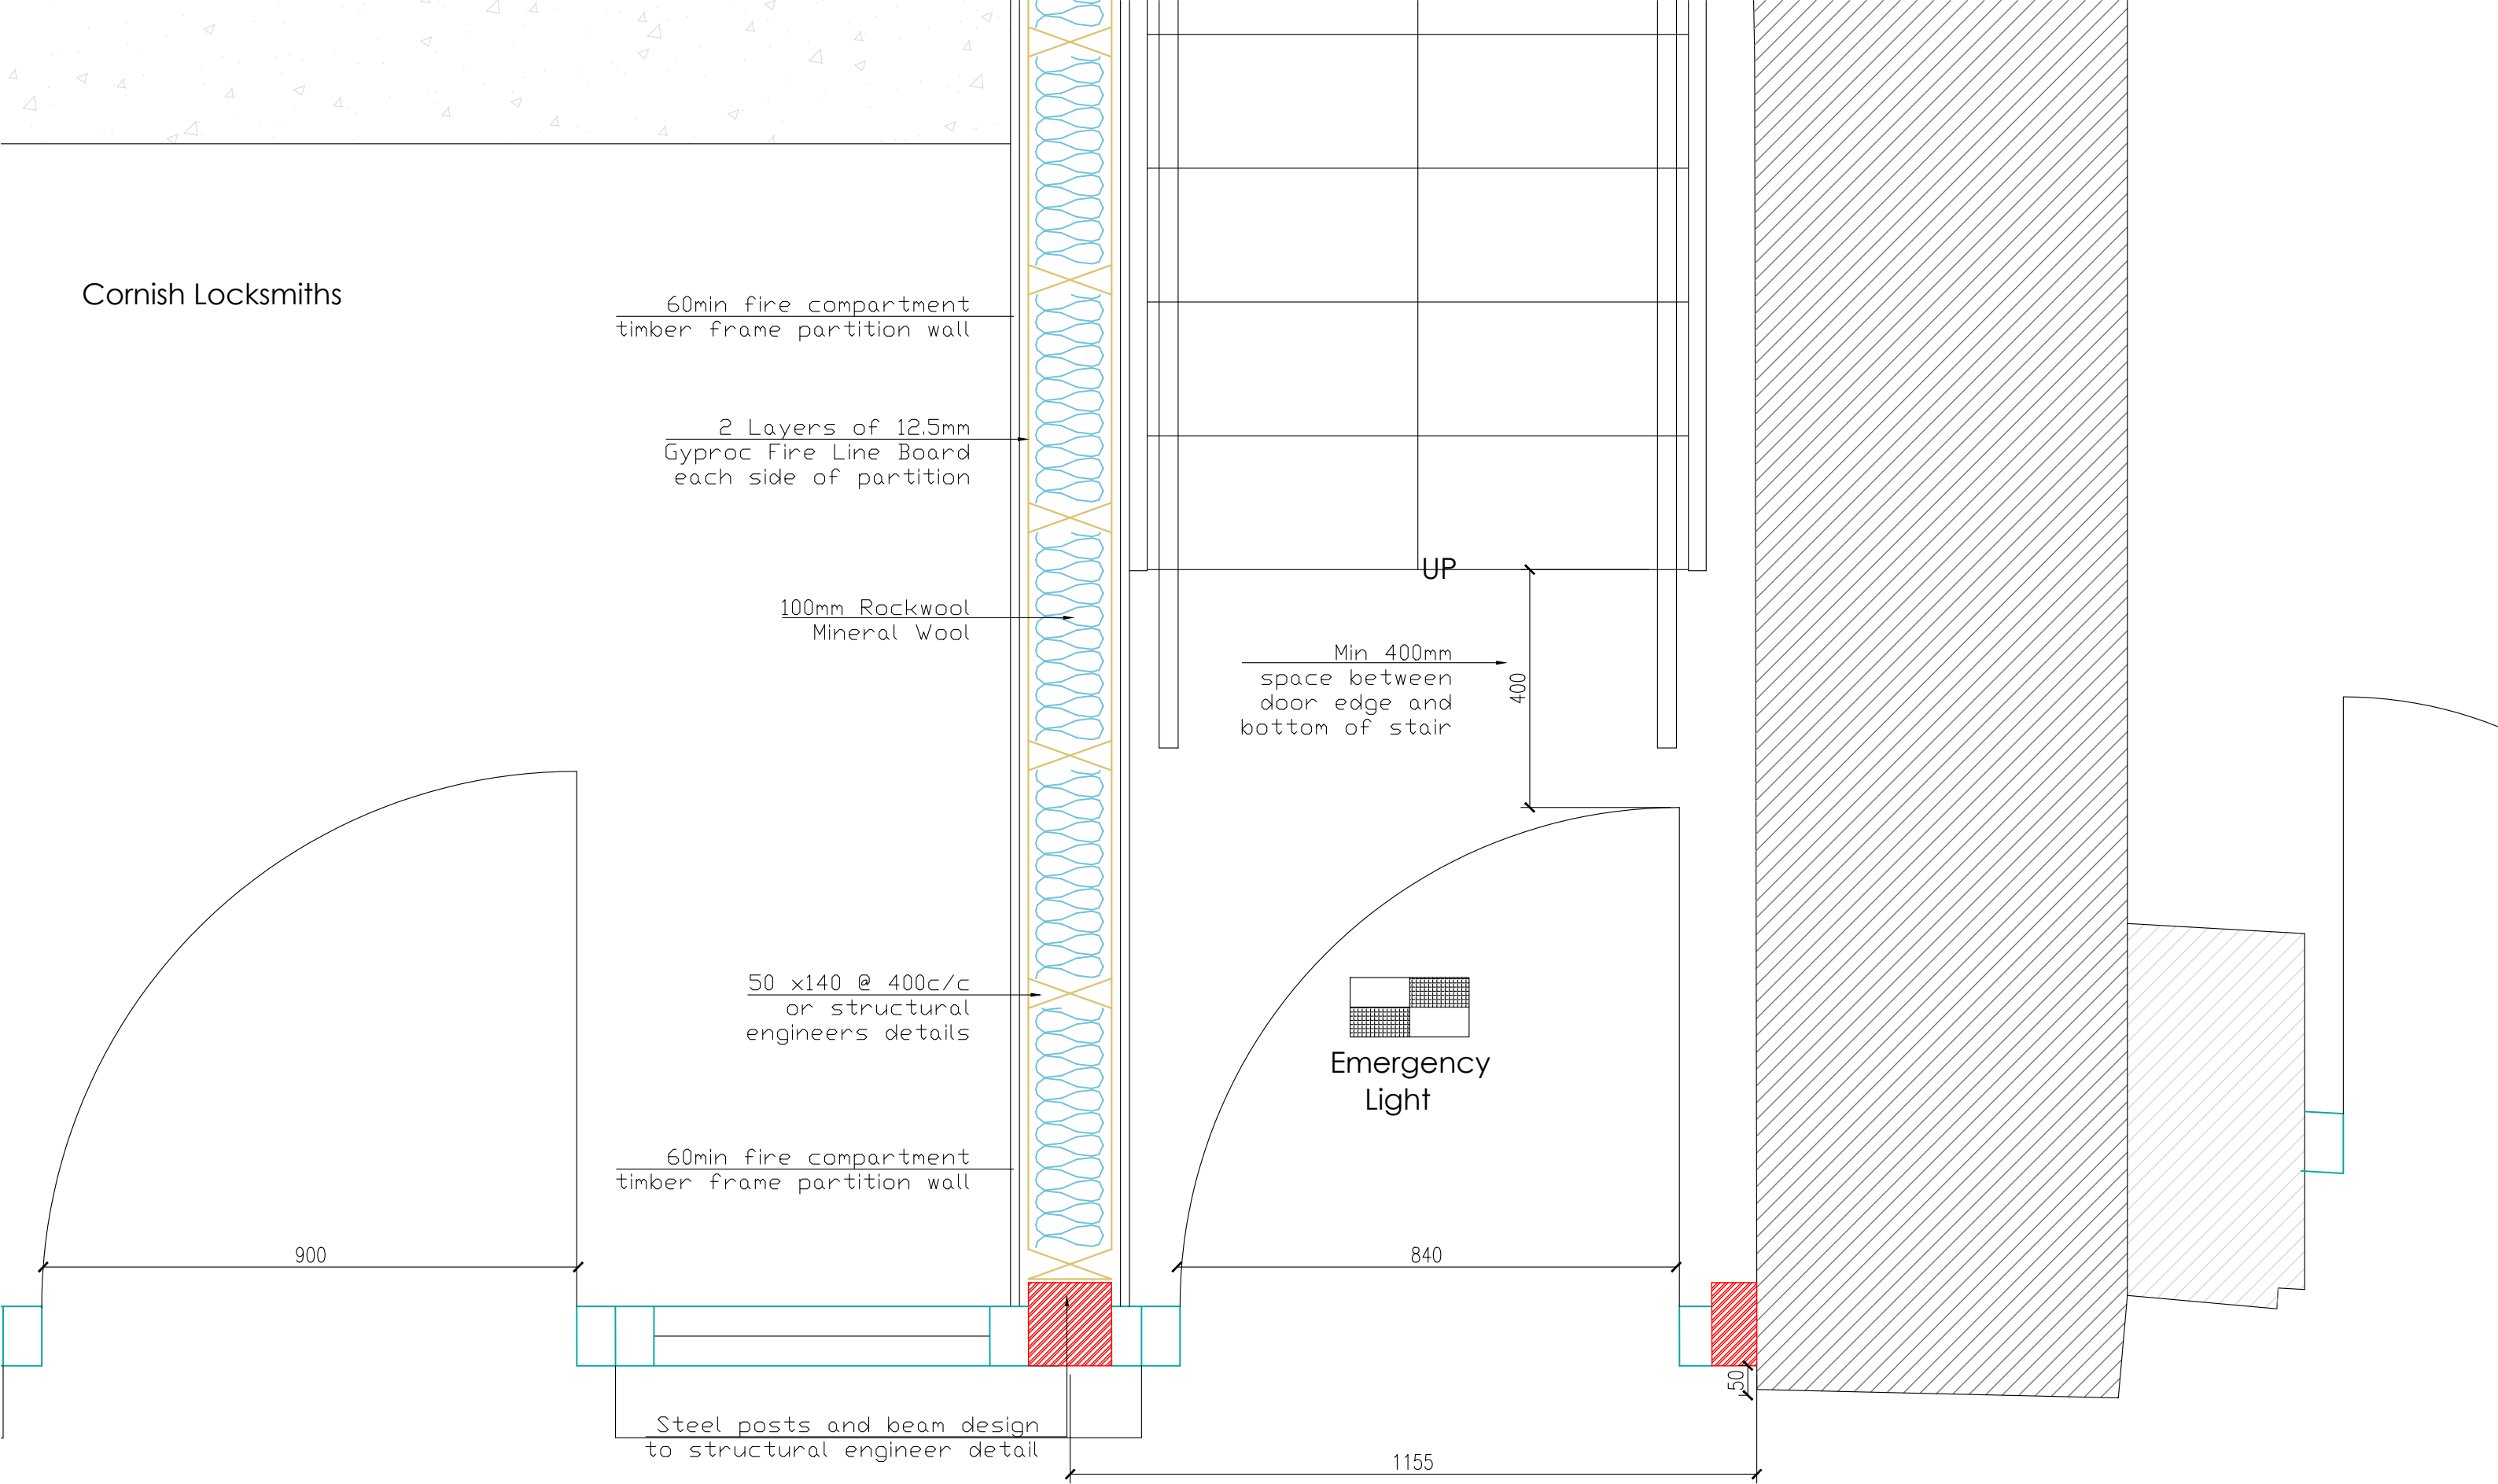 Cornish Locksmiths
60min fire compartment
timber frame partition wall
2 Layers of 12.5mm
Gyproc Fire Line Board
each side of partition
UP
100mm Rockwool
Mineral Wool
Min 400mm
space between
door edge and
bottom of stair
400
50 x140 @ 400c/c
or structural
engineers details
Emergency
Light
60min fire compartment
timber frame partition wall
900
840
50
Steel posts and beam design
to structural engineer detail
1155